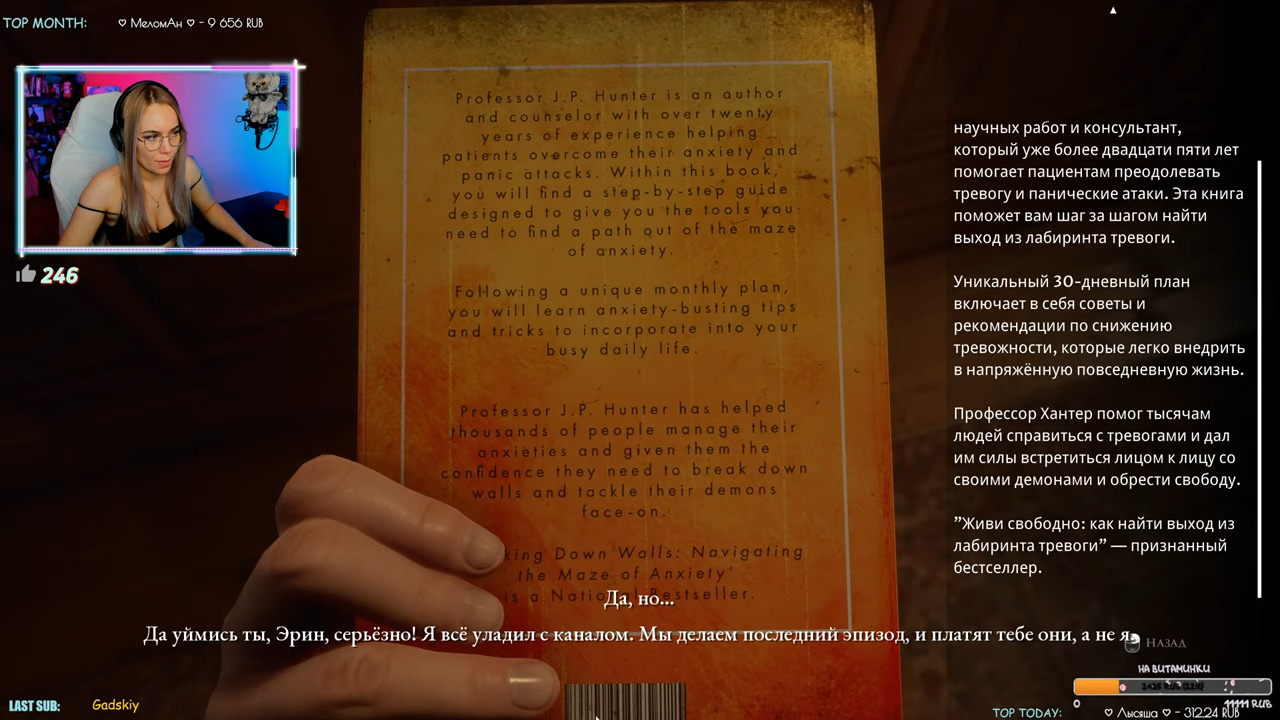 TOP MONTH: ♡ МеломАн ♡ - 9 656 RUB
246
Professor J.P. Hunter is an author
and counselor with over twenty
years of experience helping
patients overcome their anxiety and
panic attacks. Within this book,
you will find a step-by-step guide
designed to give you the tools you
need to find a path out of the maze
of anxiety.
Following a unique monthly plan,
you will learn anxiety-busting tips
and tricks to incorporate into your
busy daily life.
Professor J.P. Hunter has helped
thousands of people manage their
anxieties and given them the
confidence they need to break down
walls and tackle their demons
face-on.
king Down Walls: Navigating
the Maze of Anxiety'
is a National Bestseller.
научных работ и консультант,
который уже более двадцати пяти лет
помогает пациентам преодолевать
тревогу и панические атаки. Эта книга
поможет вам шаг за шагом найти
выход из лабиринта тревоги.
Уникальный 30-дневный план
включает в себя советы и
рекомендации по снижению
тревожности, которые легко внедрить
в напряжённую повседневную жизнь.
Профессор Хантер помог тысячам
людей справиться с тревогами и дал
им силы встретиться лицом к лицу со
своими демонами и обрести свободу.
"Живи свободно: как найти выход из
лабиринта тревоги" — признанный
бестселлер.
Да, но...
Да уймись ты, Эрин, серьёзно! Я всё уладил с каналом. Мы делаем последний эпизод, и платят тебе они, а не я.
НАЗАД
НА ВИТАМИНКИ
0 11111 RUB
LAST SUB: Gadskiy
TOP TODAY: ♡ Лысяша ♡ - 312.24 RUB